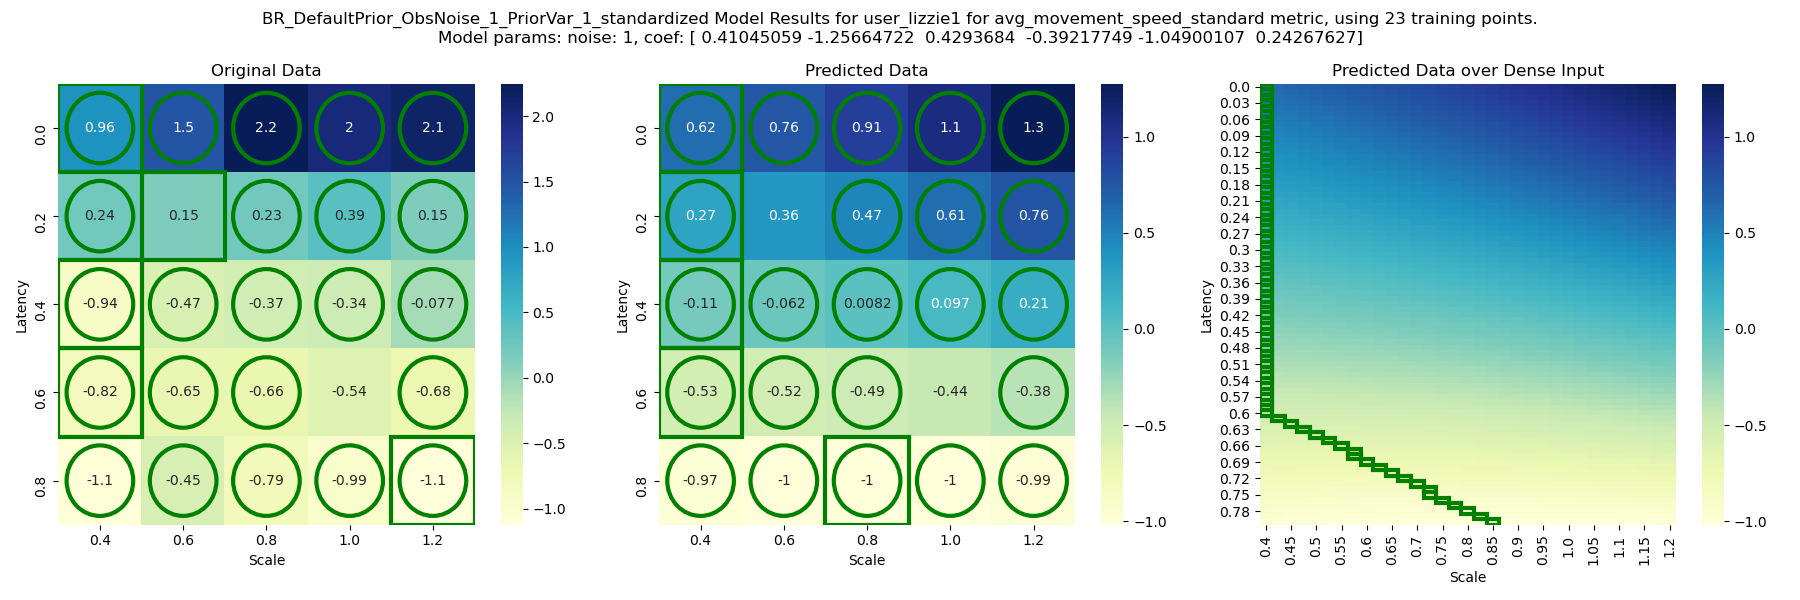 BR_DefaultPrior_ObsNoise_1_PriorVar_1_standardized Model Results for user_lizzie1 for avg_movement_speed_standard metric, using 23 training points.
Model params: noise: 1, coef: [ 0.41045059 -1.25664722  0.4293684  -0.39217749 -1.04900107  0.24267627]
Original Data
0.0 0.96 1.5 2.2 2 2.1
0.2 0.24 0.15 0.23 0.39 0.15
0.4 -0.94 -0.47 -0.37 -0.34 -0.077
0.6 -0.82 -0.65 -0.66 -0.54 -0.68
0.8 -1.1 -0.45 -0.79 -0.99 -1.1
Latency
0.4 0.6 0.8 1.0 1.2
Scale
2.0
1.5
1.0
0.5
0.0
−0.5
−1.0
Predicted Data
0.0 0.62 0.76 0.91 1.1 1.3
0.2 0.27 0.36 0.47 0.61 0.76
0.4 -0.11 -0.062 0.0082 0.097 0.21
0.6 -0.53 -0.52 -0.49 -0.44 -0.38
0.8 -0.97 -1 -1 -1 -0.99
Latency
0.4 0.6 0.8 1.0 1.2
Scale
1.0
0.5
0.0
−0.5
−1.0
Predicted Data over Dense Input
0.0
0.03
0.06
0.09
0.12
0.15
0.18
0.21
0.24
0.27
0.3
0.33
0.36
0.39
0.42
0.45
0.48
0.51
0.54
0.57
0.6
0.63
0.66
0.69
0.72
0.75
0.78
Latency
0.4 0.45 0.5 0.55 0.6 0.65 0.7 0.75 0.8 0.85 0.9 0.95 1.0 1.05 1.1 1.15 1.2
Scale
1.0
0.5
0.0
−0.5
−1.0